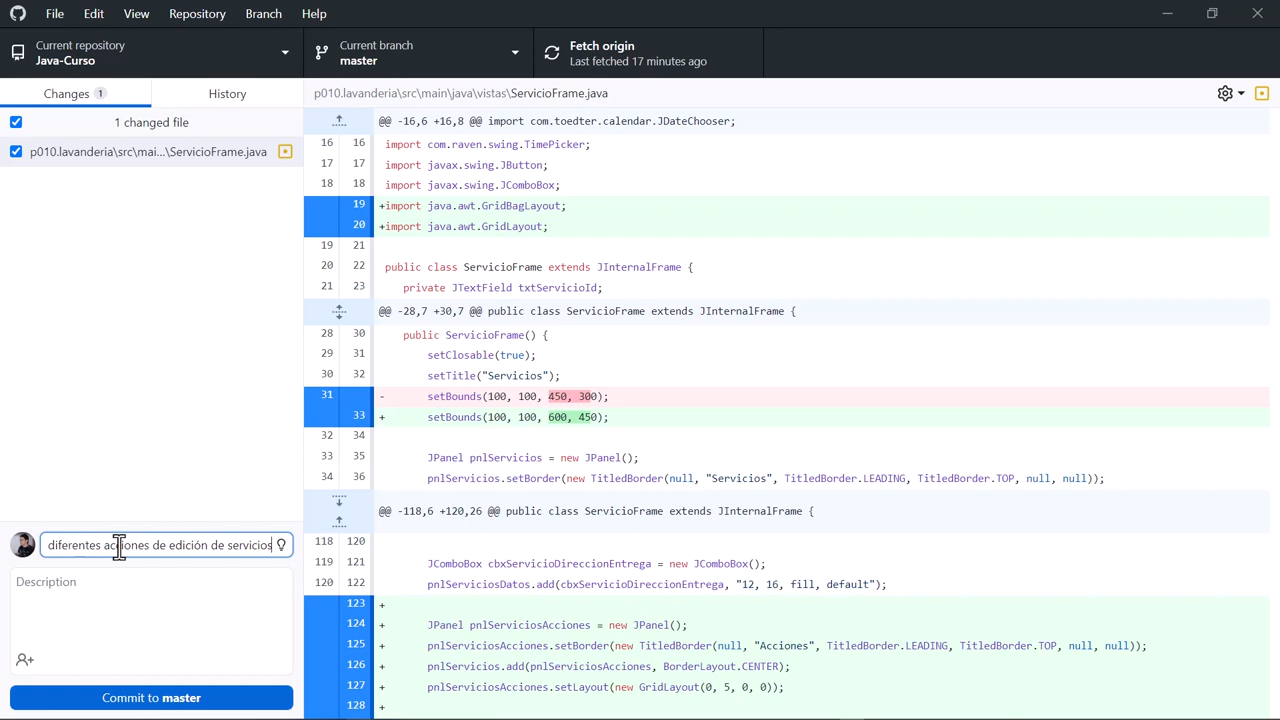 File Edit View Repository Branch Help
Current repository
Java-Curso
Current branch
master
Fetch origin
Last fetched 17 minutes ago
Changes 1 History
p010.lavanderia\src\main\java\vistas\ServicioFrame.java
1 changed file
p010.lavanderia\src\mai...\ServicioFrame.java
@@ -16,6 +16,8 @@ import com.toedter.calendar.JDateChooser;
16 16 import com.raven.swing.TimePicker;
17 17 import javax.swing.JButton;
18 18 import javax.swing.JComboBox;
19 +import java.awt.GridBagLayout;
20 +import java.awt.GridLayout;
19 21
20 22 public class ServicioFrame extends JInternalFrame {
21 23 private JTextField txtServicioId;
@@ -28,7 +30,7 @@ public class ServicioFrame extends JInternalFrame {
28 30 public ServicioFrame() {
29 31 setClosable(true);
30 32 setTitle("Servicios");
31 - setBounds(100, 100, 450, 300);
33 + setBounds(100, 100, 600, 450);
32 34
33 35 JPanel pnlServicios = new JPanel();
34 36 pnlServicios.setBorder(new TitledBorder(null, "Servicios", TitledBorder.LEADING, TitledBorder.TOP, null, null));
@@ -118,6 +120,26 @@ public class ServicioFrame extends JInternalFrame {
118 120
119 121 JComboBox cbxServicioDireccionEntrega = new JComboBox();
120 122 pnlServiciosDatos.add(cbxServicioDireccionEntrega, "12, 16, fill, default");
123 +
124 + JPanel pnlServiciosAcciones = new JPanel();
125 + pnlServiciosAcciones.setBorder(new TitledBorder(null, "Acciones", TitledBorder.LEADING, TitledBorder.TOP, null, null));
126 + pnlServicios.add(pnlServiciosAcciones, BorderLayout.CENTER);
127 + pnlServiciosAcciones.setLayout(new GridLayout(0, 5, 0, 0));
128 +
diferentes acciones de edición de servicios
Description
Commit to master